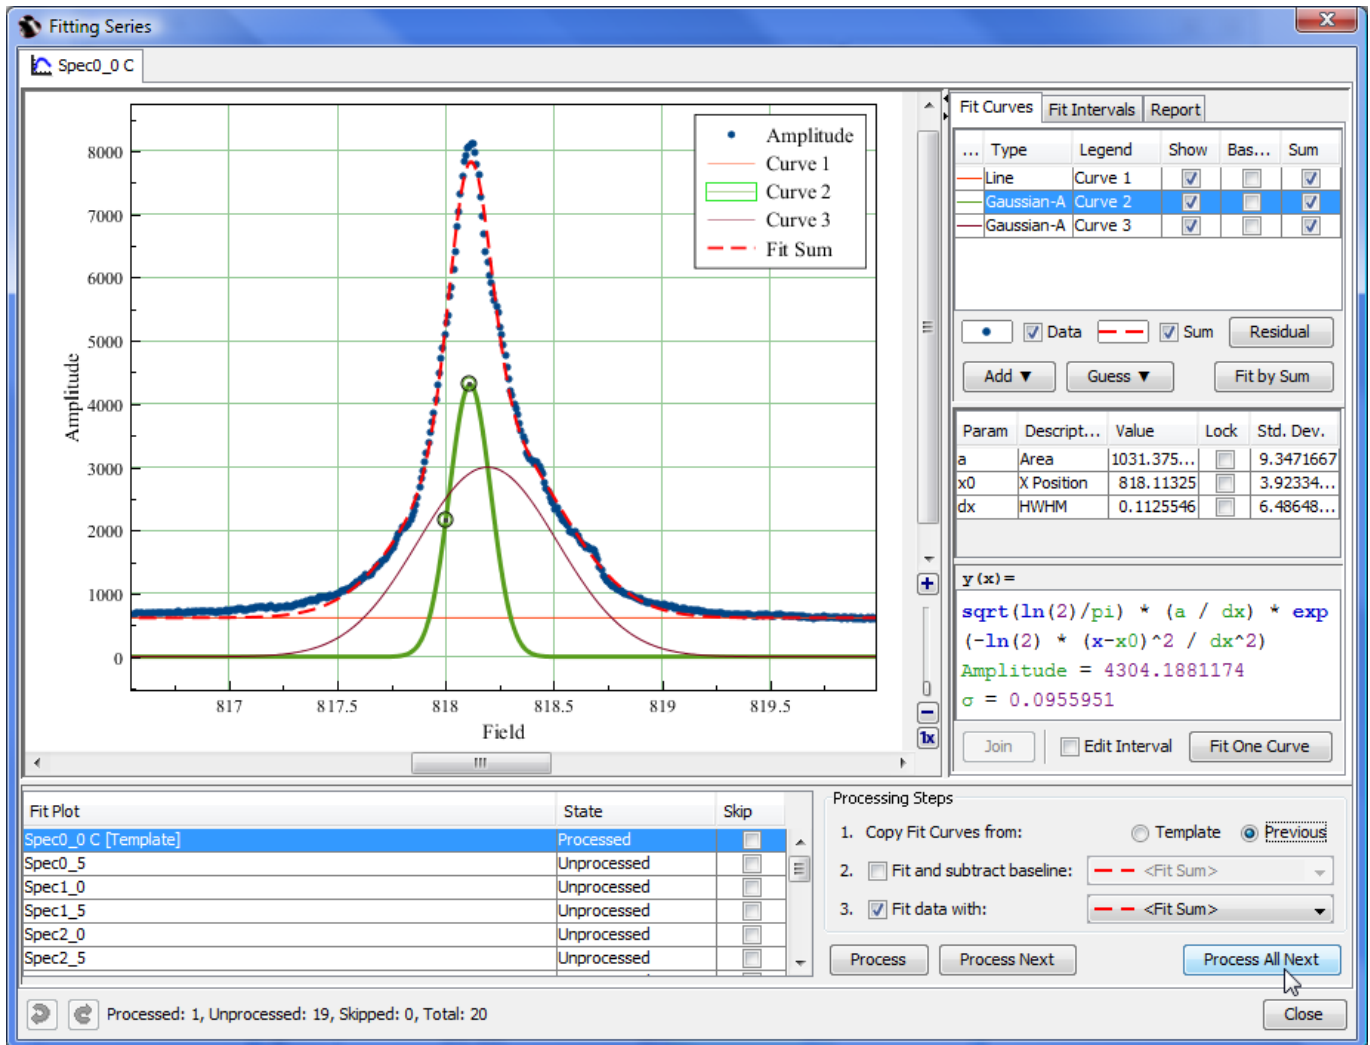 Fitting Series
Spec0_0 C
8000
7000
6000
5000
4000
3000
2000
1000
0
Amplitude
817
817.5
818
818.5
819
819.5
Field
Amplitude
Curve 1
Curve 2
Curve 3
Fit Sum
1x
Fit Curves Fit Intervals Report
... Type Legend Show Bas... Sum
Line Curve 1
Gaussian-A Curve 2
Gaussian-A Curve 3
Data Sum Residual
Add ▼ Guess ▼ Fit by Sum
Param Descript... Value Lock Std. Dev.
a Area 1031.375... 9.3471667
x0 X Position 818.11325 3.92334...
dx HWHM 0.1125546 6.48648...
y(x)=
sqrt(ln(2)/pi) * (a / dx) * exp
(-ln(2) * (x-x0)^2 / dx^2)
Amplitude = 4304.1881174
σ = 0.0955951
Join Edit Interval Fit One Curve
Fit Plot State Skip
Spec0_0 C [Template] Processed
Spec0_5 Unprocessed
Spec1_0 Unprocessed
Spec1_5 Unprocessed
Spec2_0 Unprocessed
Spec2_5 Unprocessed
Processing Steps
1. Copy Fit Curves from: Template Previous
2. Fit and subtract baseline: <Fit Sum>
3. Fit data with: <Fit Sum>
Process Process Next Process All Next
Processed: 1, Unprocessed: 19, Skipped: 0, Total: 20
Close